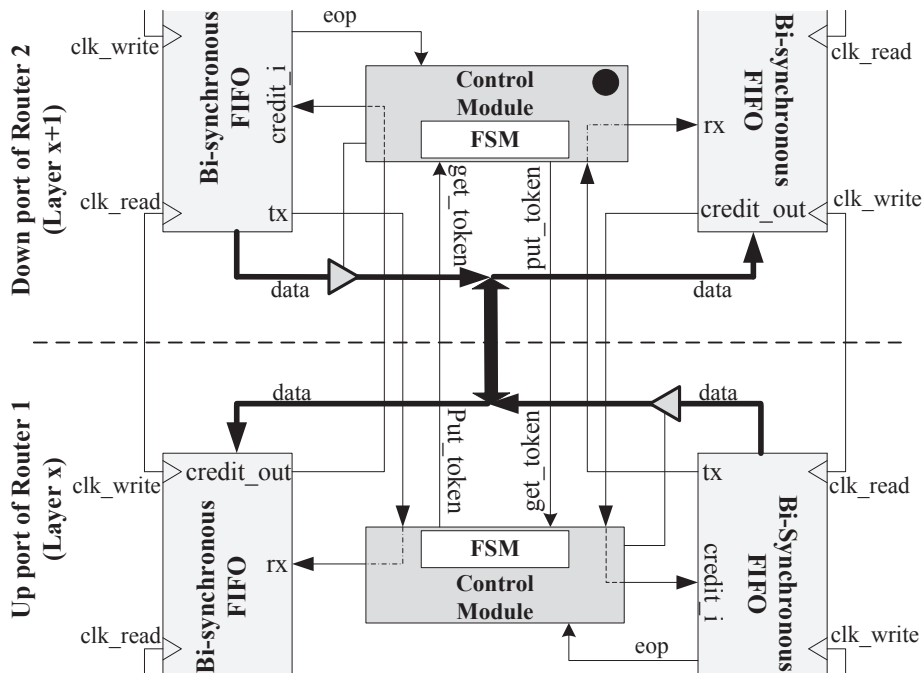 eop
clk_write
Bi-synchronous
FIFO
credit_i
tx
clk_read
Down port of Router 2
(Layer x+1)
Control
Module
FSM
get_token
put_token
Bi-synchronous
FIFO
clk_read
rx
credit_out
clk_write
data
data
data
data
Up port of Router 1
(Layer x)
clk_write
credit_out
Bi-synchronous
FIFO
rx
clk_read
Put_token
get_token
FSM
Control
Module
tx
clk_read
Bi-Synchronous
FIFO
credit_i
clk_write
eop